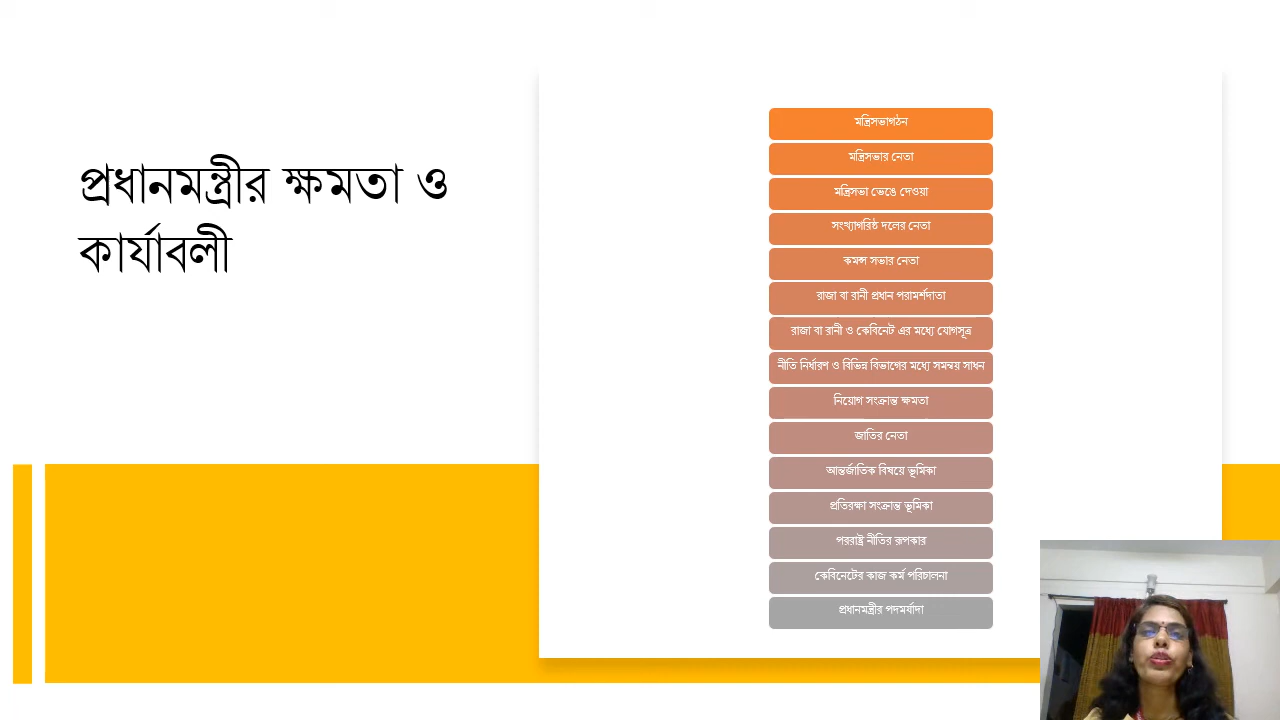 প্রধানমন্ত্রীর ক্ষমতা ও
কার্যাবলী
মন্ত্রিসভাগঠন
মন্ত্রিসভার নেতা
মন্ত্রিসভা ভেঙে দেওয়া
সংখ্যাগরিষ্ঠ দলের নেতা
কমন্স সভার নেতা
রাজা বা রানী প্রধান পরামর্শদাতা
রাজা বা রানী ও কেবিনেট এর মধ্যে যোগসূত্র
নীতি নির্ধারণ ও বিভিন্ন বিভাগের মধ্যে সমন্বয় সাধন
নিয়োগ সংক্রান্ত ক্ষমতা
জাতির নেতা
আন্তর্জাতিক বিষয়ে ভূমিকা
প্রতিরক্ষা সংক্রান্ত ভূমিকা
পররাষ্ট্র নীতির রূপকার
কেবিনেটের কাজ কর্ম পরিচালনা
প্রধানমন্ত্রীর পদমর্যাদা